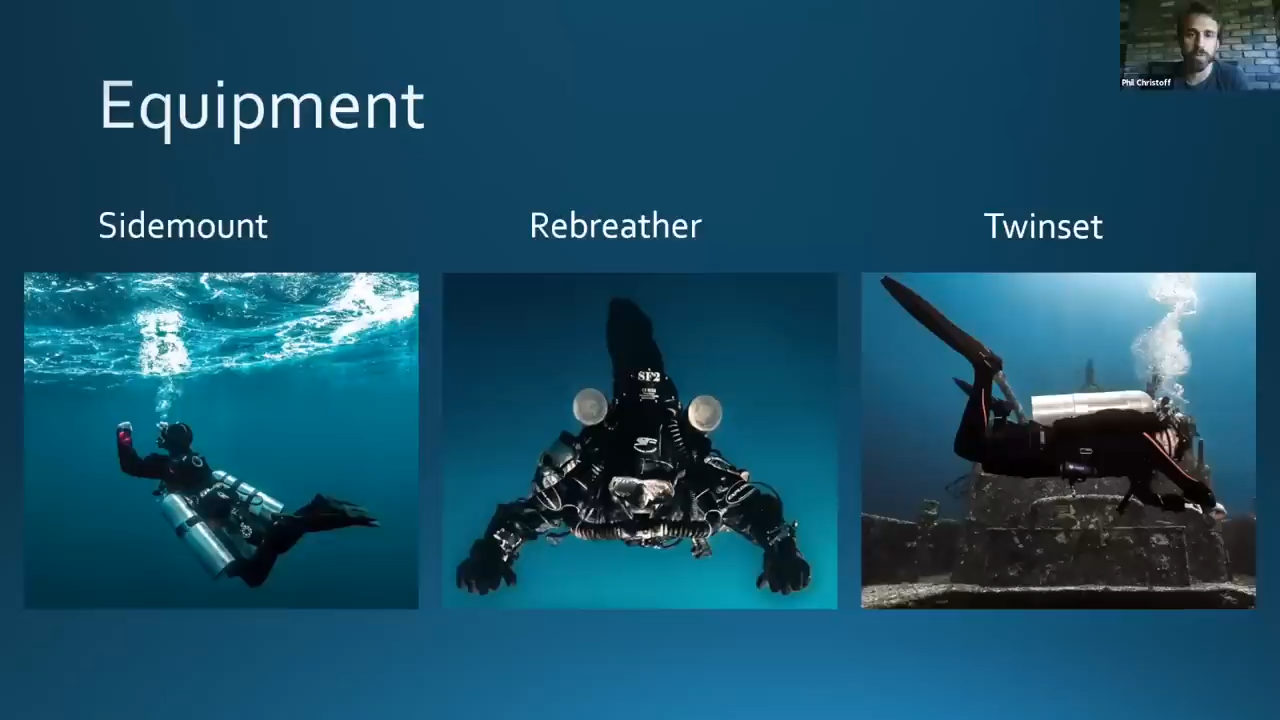 Phil Christoff
Equipment
Sidemount
Rebreather
Twinset
SF2